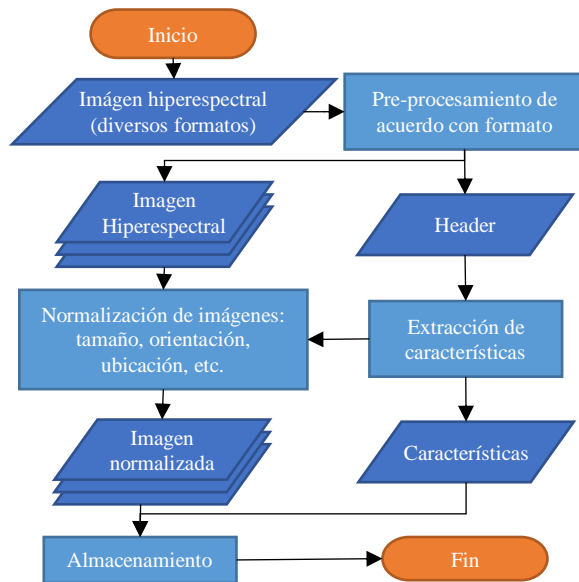 Inicio
Imágen hiperespectral
(diversos formatos)
Pre-procesamiento de
acuerdo con formato
Imagen
Hiperespectral
Header
Normalización de imágenes:
tamaño, orientación,
ubicación, etc.
Extracción de
características
Imagen
normalizada
Características
Almacenamiento
Fin